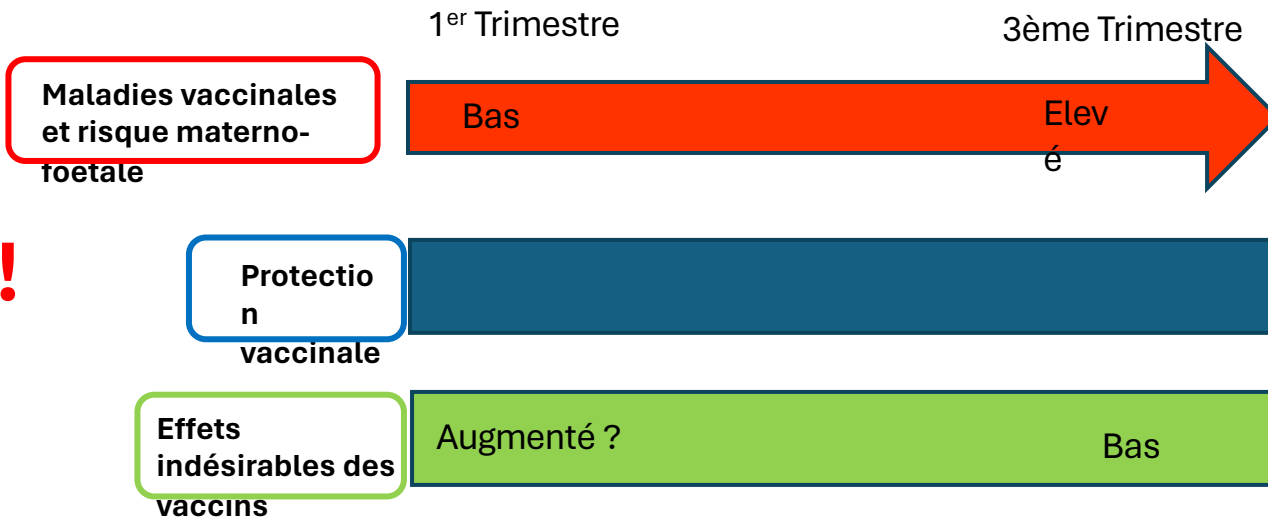 1er Trimestre
3ème Trimestre
Maladies vaccinales
et risque materno-
foetale
Bas
Elev
é
!
Protectio
n
vaccinale
Effets
indésirables des
vaccins
Augmenté ?
Bas